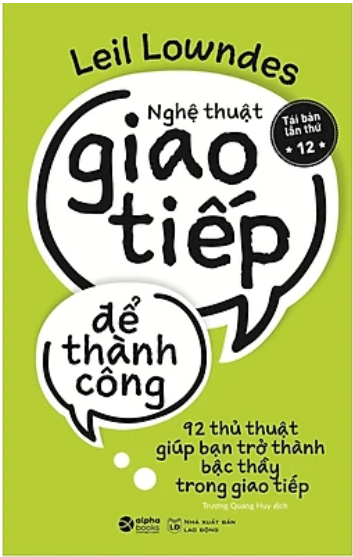 Leil Lowndes
Nghệ thuật
giao
tiếp
Tái bản
lần thứ
★ 12 ★
để
thành
công
92 thủ thuật
giúp bạn trở thành
bậc thầy
trong giao tiếp
Trương Quang Huy dịch
alpha
books
LĐ
NHÀ XUẤT BẢN
LAO ĐỘNG